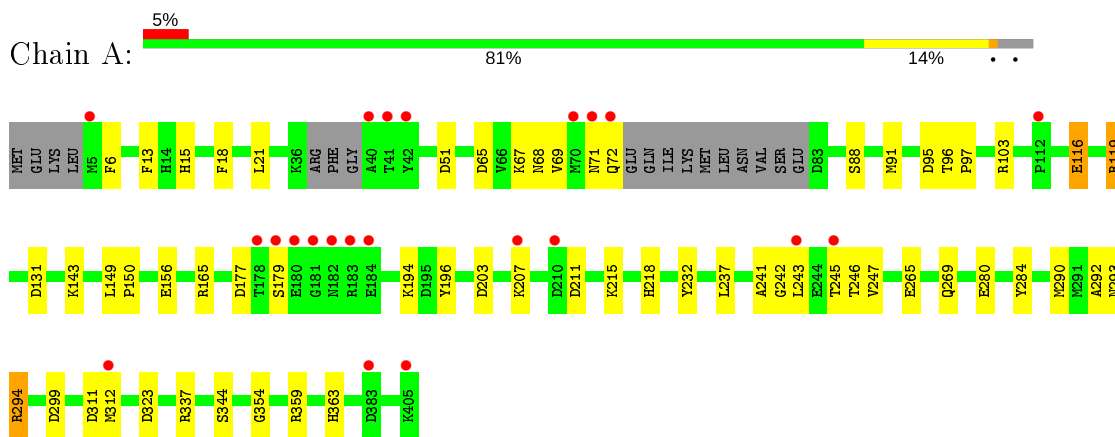 5%
Chain A:
81% 14% • •
MET GLU LYS LEU M5 F6 F13 H14 H15 F18 L21 K36 ARG PHE GLY A40 T41 Y42 D51 D65 V66 K67 N68 V69 M70 N71 Q72 GLU GLN ILE LYS MET LEU ASN VAL SER GLU D83 S88 M91 D95 T96 P97 R103 P112 E116 R119
D131 K143 L149 P150 E156 R165 D177 T178 S179 E180 G181 N182 R183 E184 K194 D195 Y196 D203 K207 D210 D211 K215 H218 Y232 L237 A241 G242 L243 E244 T245 T246 V247 E265 Q269 E280 Y284 M290 M291 A292 N293
R294 D299 D311 M312 D323 R337 S344 G354 R359 H363 D383 K405